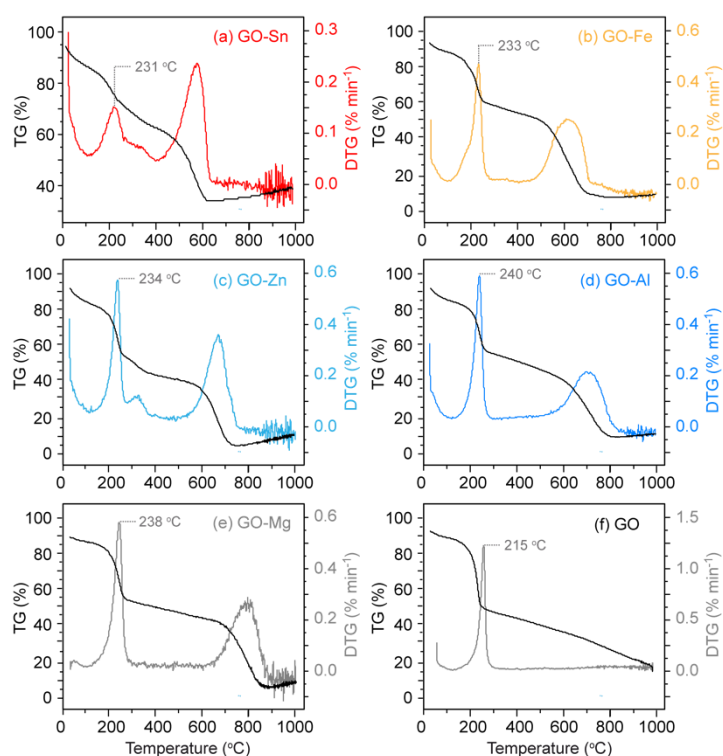 (a) GO-Sn
231 °C
TG (%)
100
80
60
40
0 200 400 600 800 1000
DTG (% min-1)
0.3
0.2
0.1
0.0
(b) GO-Fe
233 °C
TG (%)
100
80
60
40
20
0
0 200 400 600 800 1000
DTG (% min-1)
0.6
0.4
0.2
0.0
(c) GO-Zn
234 °C
TG (%)
100
80
60
40
20
0
0 200 400 600 800 1000
DTG (% min-1)
0.6
0.4
0.2
0.0
(d) GO-Al
240 °C
TG (%)
100
80
60
40
20
0
0 200 400 600 800 1000
DTG (% min-1)
0.6
0.4
0.2
0.0
(e) GO-Mg
238 °C
TG (%)
100
80
60
40
20
0
0 200 400 600 800 1000
Temperature (°C)
DTG (% min-1)
0.6
0.4
0.2
0.0
(f) GO
215 °C
TG (%)
100
80
60
40
20
0
0 200 400 600 800 1000
Temperature (°C)
DTG (% min-1)
1.5
1.0
0.5
0.0